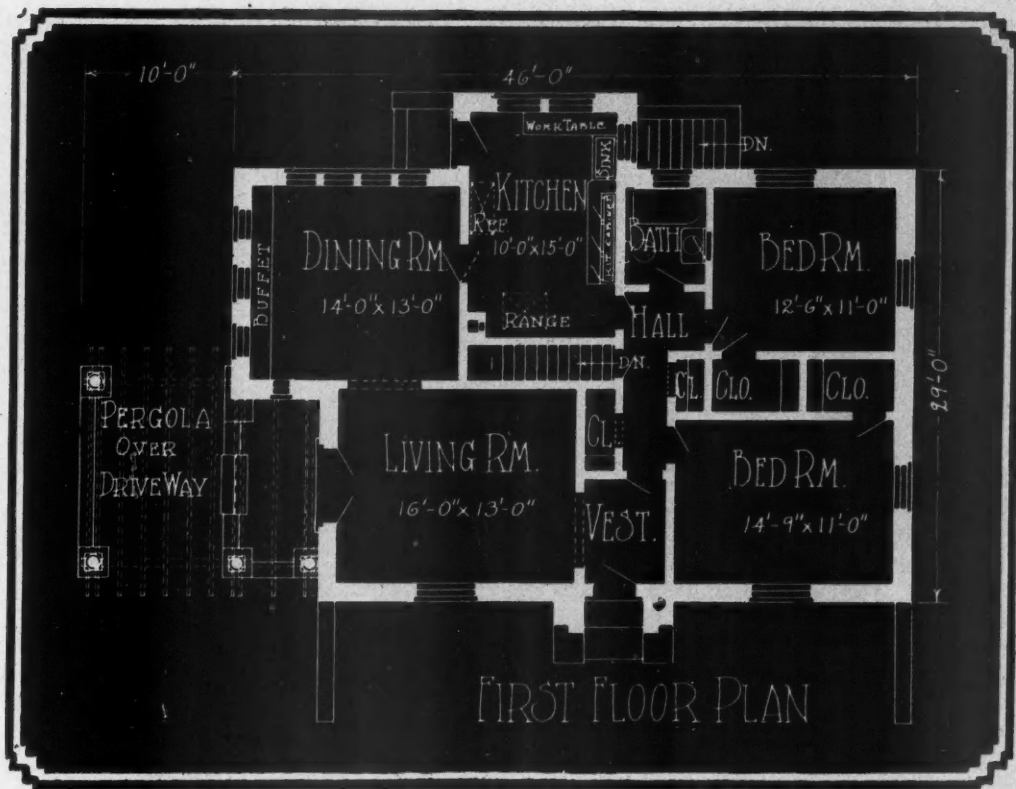 10'-0"
46'-0"
WORK TABLE
SINK
DN.
KITCHEN
REF.
10'-0"x15'-0"
KIT. CABINET
BATH
BED RM.
12'-6"x11'-0"
DINING RM
14'-0"x13'-0"
BUFFET
RANGE
HALL
DN.
CL.
CLO.
CLO.
29'-0"
PERGOLA
OVER
DRIVEWAY
LIVING RM.
16'-0"x13'-0"
CL.
VEST.
BED RM.
14'-9"x11'-0"
FIRST FLOOR PLAN